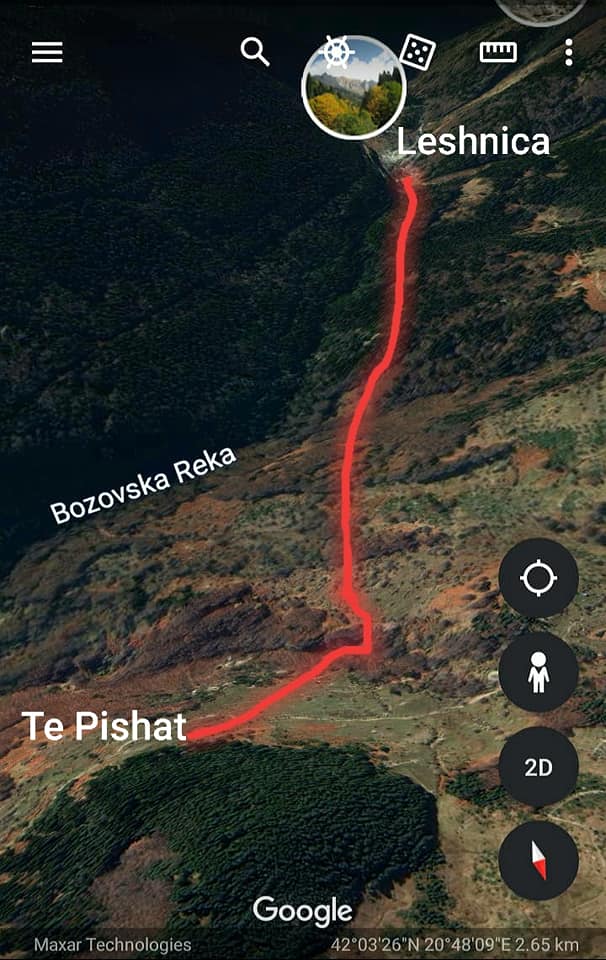 Leshnica
Bozovska Reka
Te Pishat
2D
Google
Maxar Technologies
42°03'26"N 20°48'09"E 2.65 km